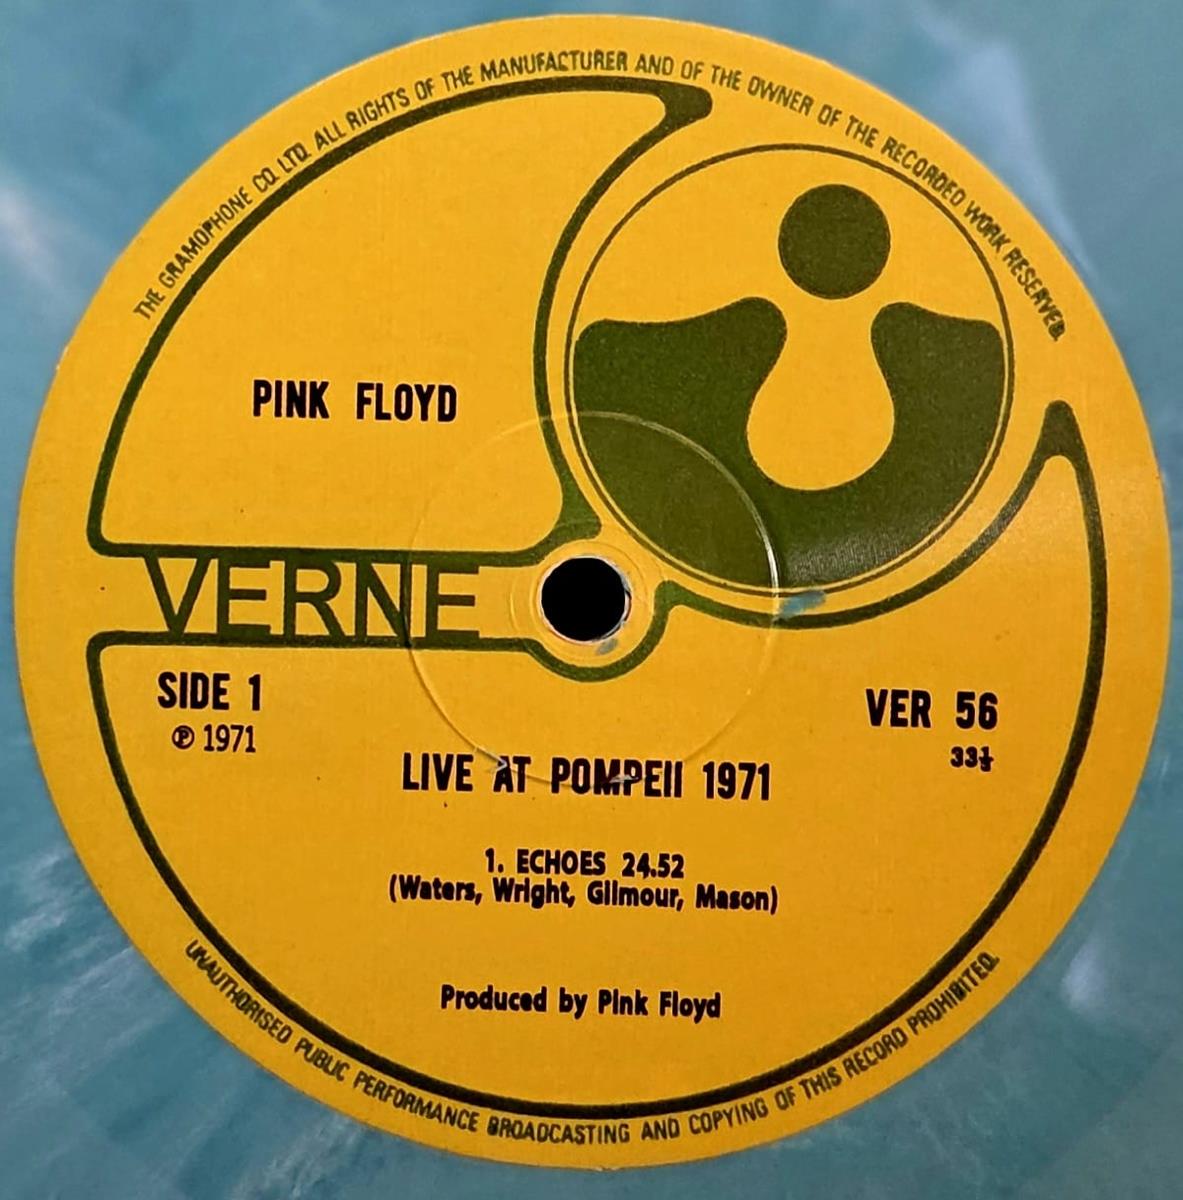 THE GRAMOPHONE CO. LTD. ALL RIGHTS OF THE MANUFACTURER AND OF THE OWNER OF THE RECORDED WORK RESERVED.
PINK FLOYD
VERNE
SIDE 1
℗ 1971
VER 56
33⅓
LIVE AT POMPEII 1971
1. ECHOES 24.52
(Waters, Wright, Gilmour, Mason)
Produced by Pink Floyd
UNAUTHORISED PUBLIC PERFORMANCE BROADCASTING AND COPYING OF THIS RECORD PROHIBITED.